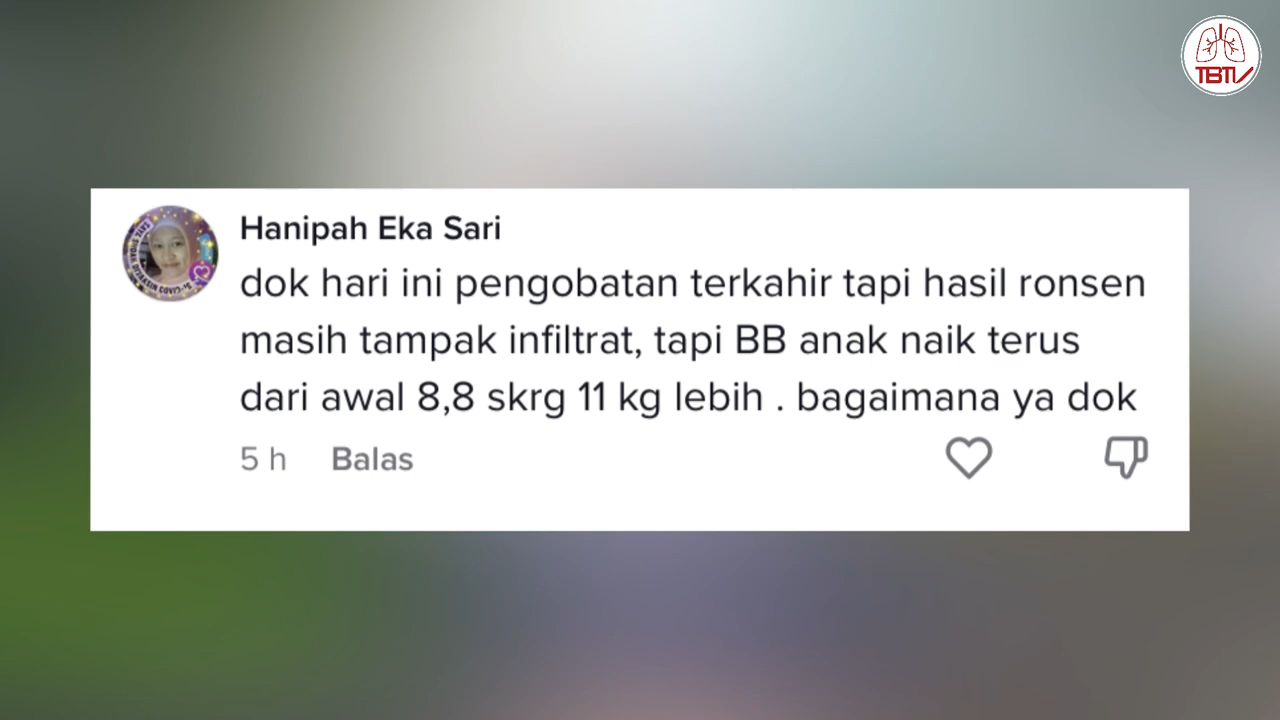 TBTV
Hanipah Eka Sari
dok hari ini pengobatan terkahir tapi hasil ronsen
masih tampak infiltrat, tapi BB anak naik terus
dari awal 8,8 skrg 11 kg lebih . bagaimana ya dok
5 h Balas